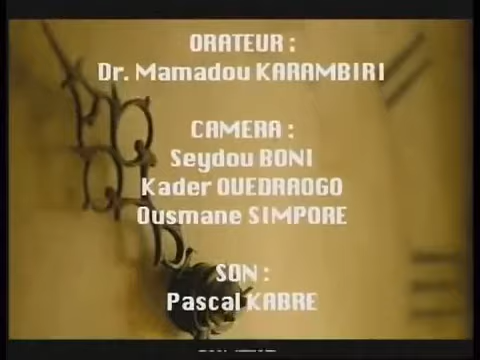 ORATEUR :
Dr. Mamadou KARAMBIRI
CAMERA :
Seydou BONI
Kader OUEDRAOGO
Ousmane SIMPORE
SON :
Pascal KABRE